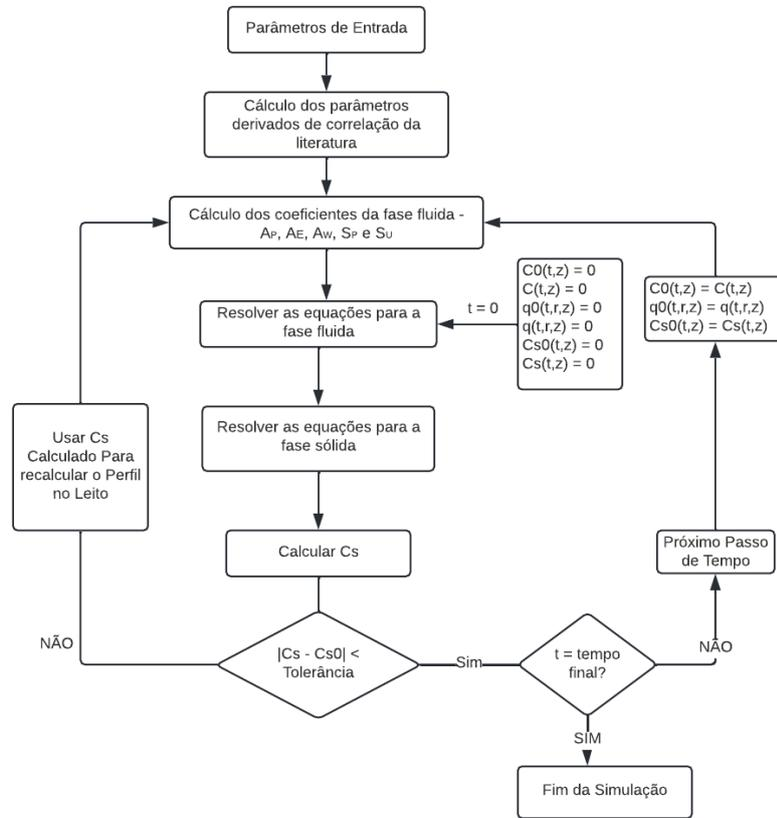 Parâmetros de Entrada
Cálculo dos parâmetros
derivados de correlação da
literatura
Cálculo dos coeficientes da fase fluida -
AP, AE, AW, SP e SU
C0(t,z) = 0
C(t,z) = 0
q0(t,r,z) = 0
q(t,r,z) = 0
Cs0(t,z) = 0
Cs(t,z) = 0
C0(t,z) = C(t,z)
q0(t,r,z) = q(t,r,z)
Cs0(t,z) = Cs(t,z)
t = 0
Resolver as equações para a
fase fluida
Resolver as equações para a
fase sólida
Usar Cs
Calculado Para
recalcular o Perfil
no Leito
Calcular Cs
Próximo Passo
de Tempo
NÃO
|Cs - Cs0| <
Tolerância
Sim
t = tempo
final?
NÃO
SIM
Fim da Simulação